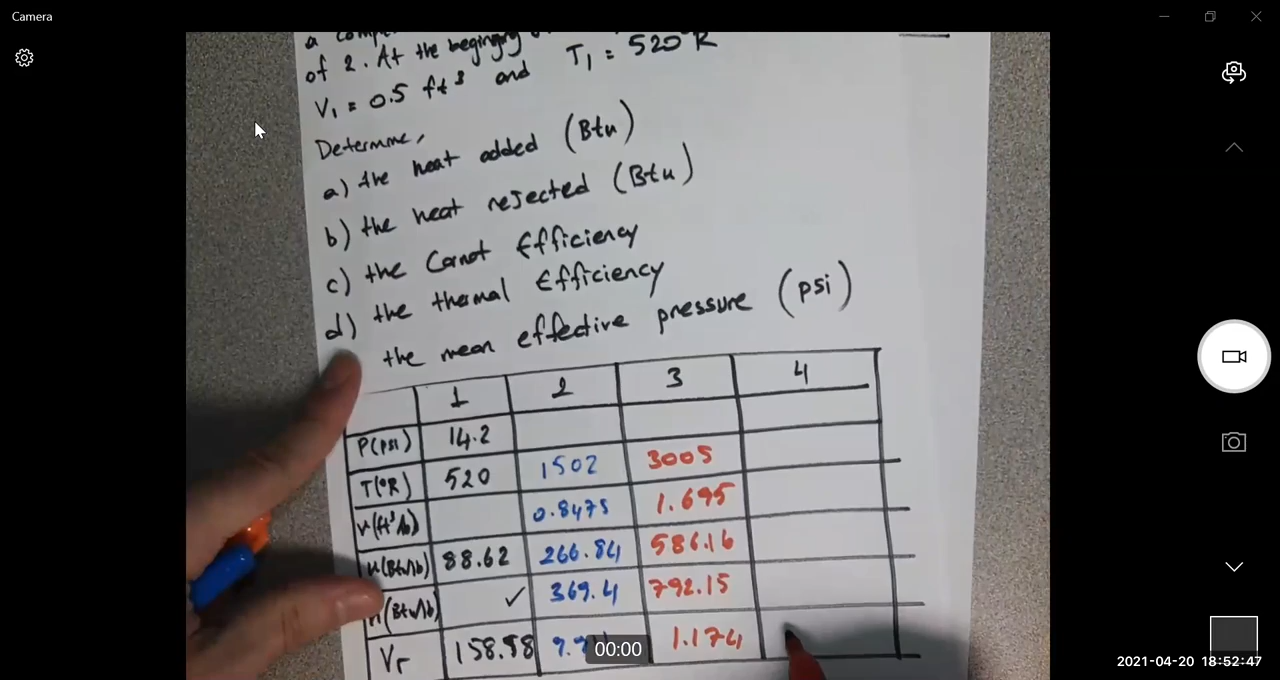 Camera
a comp
of 2. At the beginging
T1 = 520°R
V1 = 0.5 ft3 and
Determine,
a) the heat added (Btu)
b) the heat rejected (Btu)
c) the Carnot Efficiency
d) the thermal Efficiency
the mean effective pressure (psi)
1 2 3 4
P(psi) 14.2
T(°R) 520 1502 3005
v(ft3/lb) 0.8475 1.695
u(Btu/lb) 88.62 266.84 586.16
h(Btu/lb) ✓ 369.4 792.15
Vr 158.58 1.174
00:00
2021-04-20 18:52:47